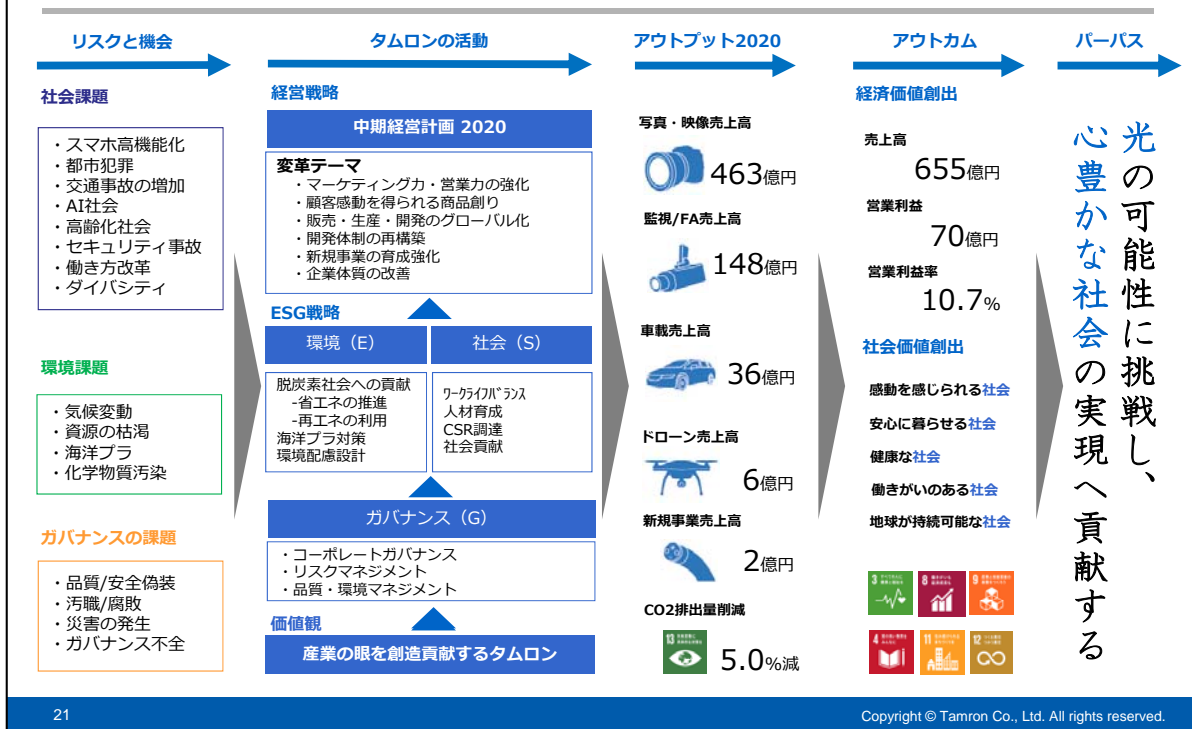 リスクと機会
タムロンの活動
アウトプット2020
アウトカム
パーパス
社会課題
・スマホ高機能化
・都市犯罪
・交通事故の増加
・AI社会
・高齢化社会
・セキュリティ事故
・働き方改革
・ダイバシティ
環境課題
・気候変動
・資源の枯渇
・海洋プラ
・化学物質汚染
ガバナンスの課題
・品質/安全偽装
・汚職/腐敗
・災害の発生
・ガバナンス不全
経営戦略
中期経営計画 2020
変革テーマ
・マーケティング力・営業力の強化
・顧客感動を得られる商品創り
・販売・生産・開発のグローバル化
・開発体制の再構築
・新規事業の育成強化
・企業体質の改善
ESG戦略
環境（E）
社会（S）
脱炭素社会への貢献
-省エネの推進
-再エネの利用
海洋プラ対策
環境配慮設計
ﾜｰｸﾗｲﾌﾊﾞﾗﾝｽ
人材育成
CSR調達
社会貢献
ガバナンス（G）
・コーポレートガバナンス
・リスクマネジメント
・品質・環境マネジメント
価値観
産業の眼を創造貢献するタムロン
写真・映像売上高
463億円
監視/FA売上高
148億円
車載売上高
36億円
ドローン売上高
6億円
新規事業売上高
2億円
CO2排出量削減
13
5.0%減
経済価値創出
売上高
655億円
営業利益
70億円
営業利益率
10.7%
社会価値創出
感動を感じられる社会
安心に暮らせる社会
健康な社会
働きがいのある社会
地球が持続可能な社会
3
8
9
4
11
12
光の可能性に挑戦し、
心豊かな社会の実現へ貢献する
21
Copyright © Tamron Co., Ltd. All rights reserved.